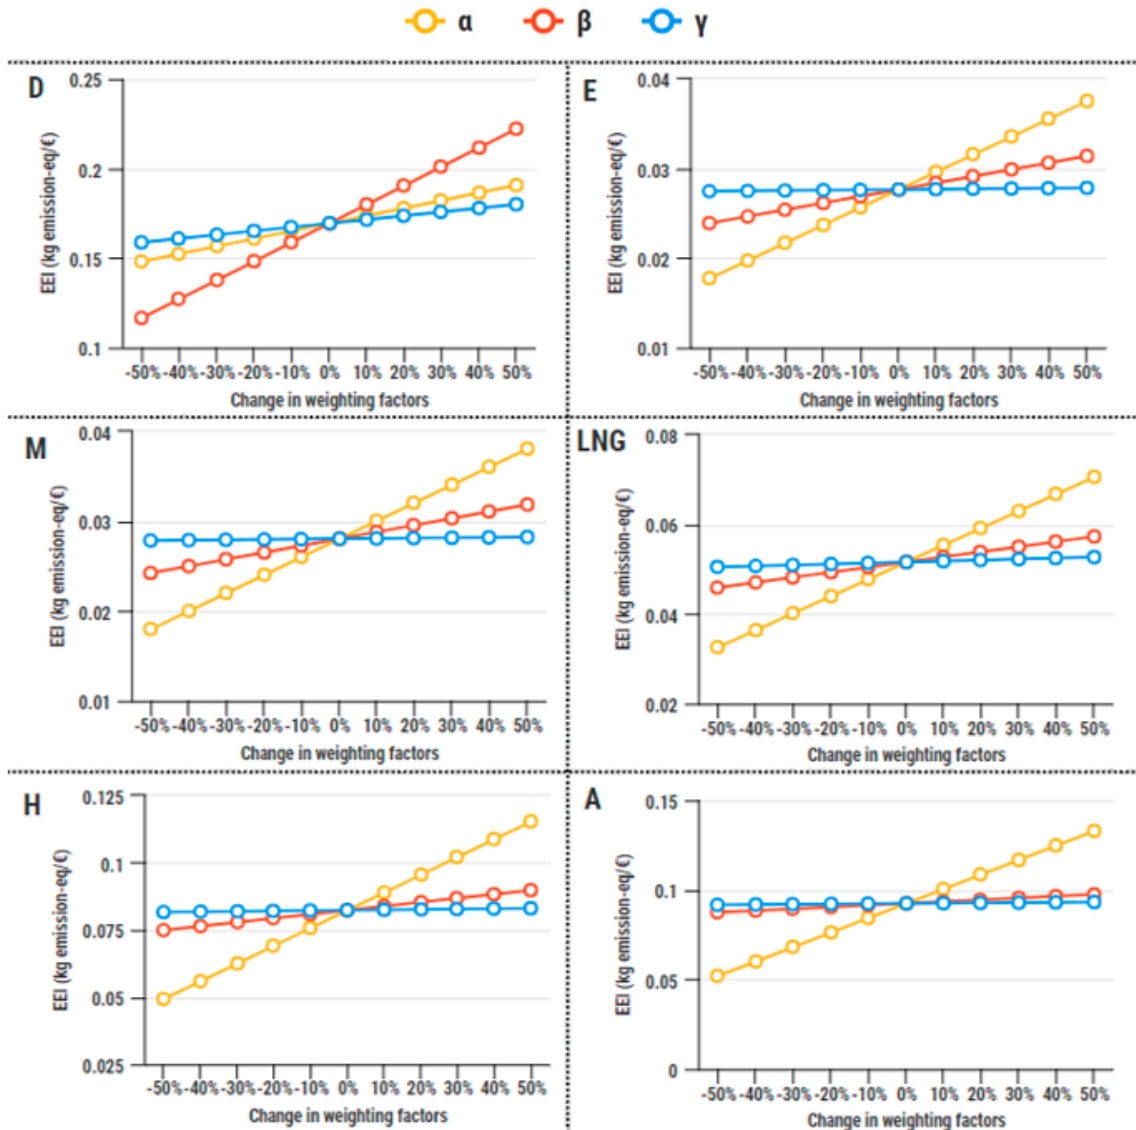 α β γ
D
EEI (kg emission-eq/€)
0.25
0.2
0.15
0.1
-50% -40% -30% -20% -10% 0% 10% 20% 30% 40% 50%
Change in weighting factors
E
EEI (kg emission-eq/€)
0.04
0.03
0.02
0.01
-50% -40% -30% -20% -10% 0% 10% 20% 30% 40% 50%
Change in weighting factors
M
EEI (kg emission-eq/€)
0.04
0.03
0.02
0.01
-50% -40% -30% -20% -10% 0% 10% 20% 30% 40% 50%
Change in weighting factors
LNG
EEI (kg emission-eq/€)
0.08
0.06
0.04
0.02
-50% -40% -30% -20% -10% 0% 10% 20% 30% 40% 50%
Change in weighting factors
H
EEI (kg emission-eq/€)
0.125
0.1
0.075
0.05
0.025
-50% -40% -30% -20% -10% 0% 10% 20% 30% 40% 50%
Change in weighting factors
A
EEI (kg emission-eq/€)
0.15
0.1
0.05
0
-50% -40% -30% -20% -10% 0% 10% 20% 30% 40% 50%
Change in weighting factors